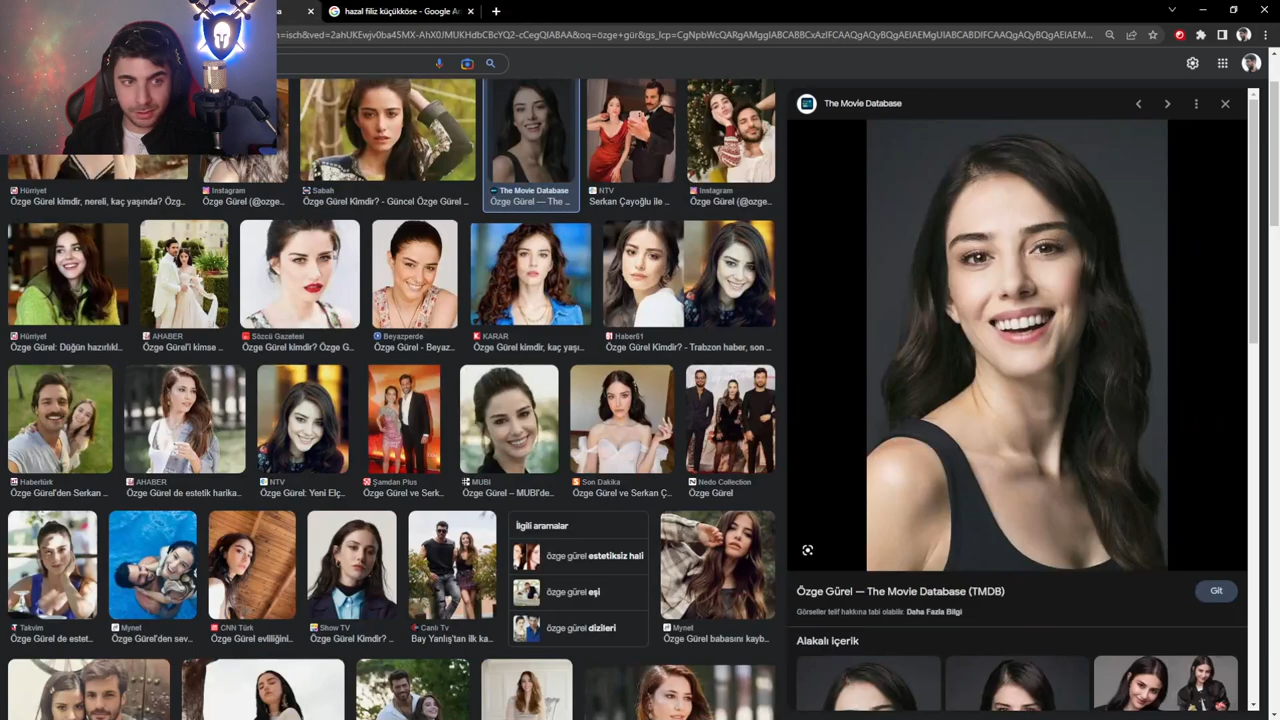 na
hazal filiz küçükköse - Google Ar
=isch&ved=2ahUKEwjv0ba45MX-AhX0JMUKHdbCBcYQ2-cCegQIABAA&oq=özge+gür&gs_lcp=CgNpbWcQARgAMggIABCABBCxAzIFCAAQgAQyBQgAEIAEMgUIABCABDIFCAAQgAQyBQgAEIAEMgUIABCABDIFCAAQgAQyBQgAEIAEM...
Hürriyet
Özge Gürel kimdir, nereli, kaç yaşında? Özg..
Instagram
Özge Gürel (@ozge...
Sabah
Özge Gürel Kimdir? - Güncel Özge Gürel ...
The Movie Database
Özge Gürel — The ...
NTV
Serkan Çayoğlu ile ...
Instagram
Özge Gürel (@ozge...
Hürriyet
Özge Gürel: Düğün hazırlıkl...
AHABER
Özge Gürel'i kimse ...
Sözcü Gazetesi
Özge Gürel kimdir? Özge G...
Beyazperde
Özge Gürel - Beyaz...
KARAR
Özge Gürel kimdir, kaç yaşı...
Haber61
Özge Gürel Kimdir? - Trabzon haber, son ...
Habertürk
Özge Gürel'den Serkan ...
AHABER
Özge Gürel de estetik harika...
NTV
Özge Gürel: Yeni Elç...
Şamdan Plus
Özge Gürel ve Serk...
MUBI
Özge Gürel – MUBI'de...
Son Dakika
Özge Gürel ve Serkan Ç...
Nedo Collection
Özge Gürel
Takvim
Özge Gürel de estet...
Mynet
Özge Gürel'den sev...
CNN Türk
Özge Gürel evliliğini...
Show TV
Özge Gürel Kimdir? ...
Canlı Tv
Bay Yanlış'tan ilk ka...
İlgili aramalar
özge gürel estetiksiz hali
özge gürel eşi
özge gürel dizileri
Mynet
Özge Gürel babasını kayb...
The Movie Database
Özge Gürel — The Movie Database (TMDB)
Git
Görseller telif hakkına tabi olabilir. Daha Fazla Bilgi
Alakalı içerik